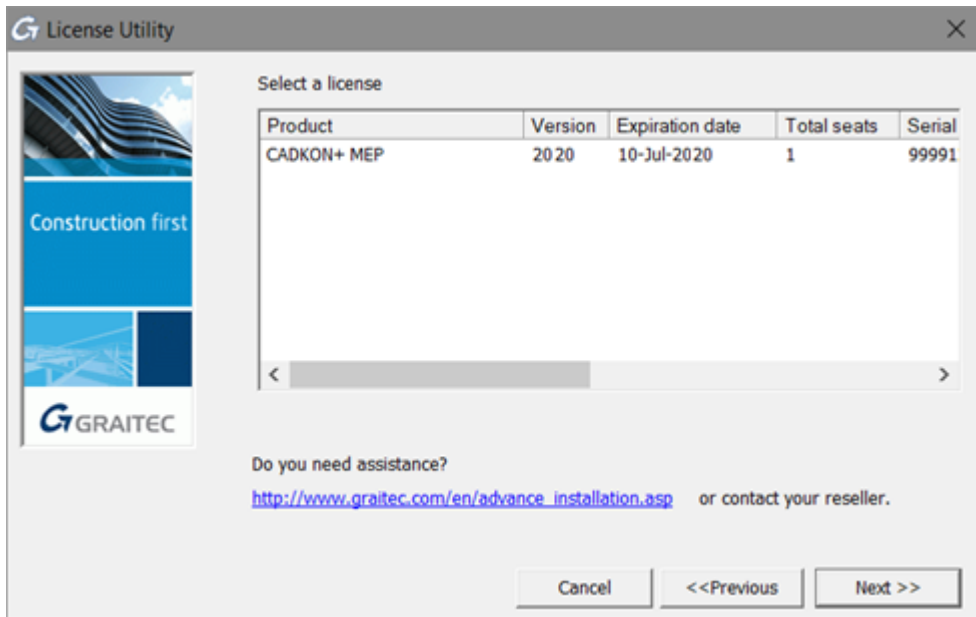 License Utility
Select a license
Product Version Expiration date Total seats Serial
CADKON+ MEP 2020 10-Jul-2020 1 99991
Construction first
GRAITEC
Do you need assistance?
http://www.graitec.com/en/advance_installation.asp or contact your reseller.
Cancel <<Previous Next >>